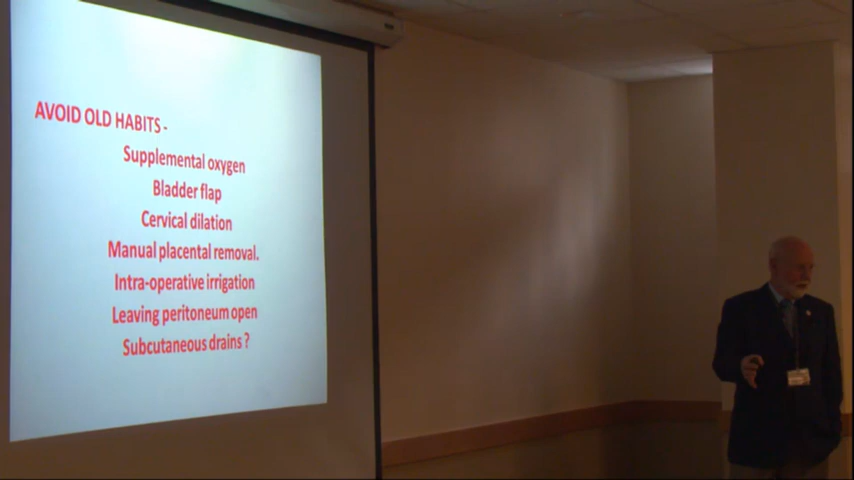 AVOID OLD HABITS -
Supplemental oxygen
Bladder flap
Cervical dilation
Manual placental removal.
Intra-operative irrigation
Leaving peritoneum open
Subcutaneous drains ?